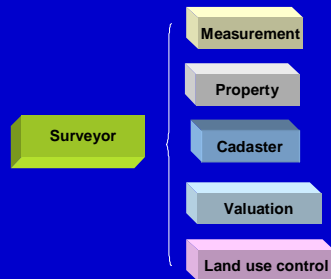 Measurement
Property
Surveyor
Cadaster
Valuation
Land use control